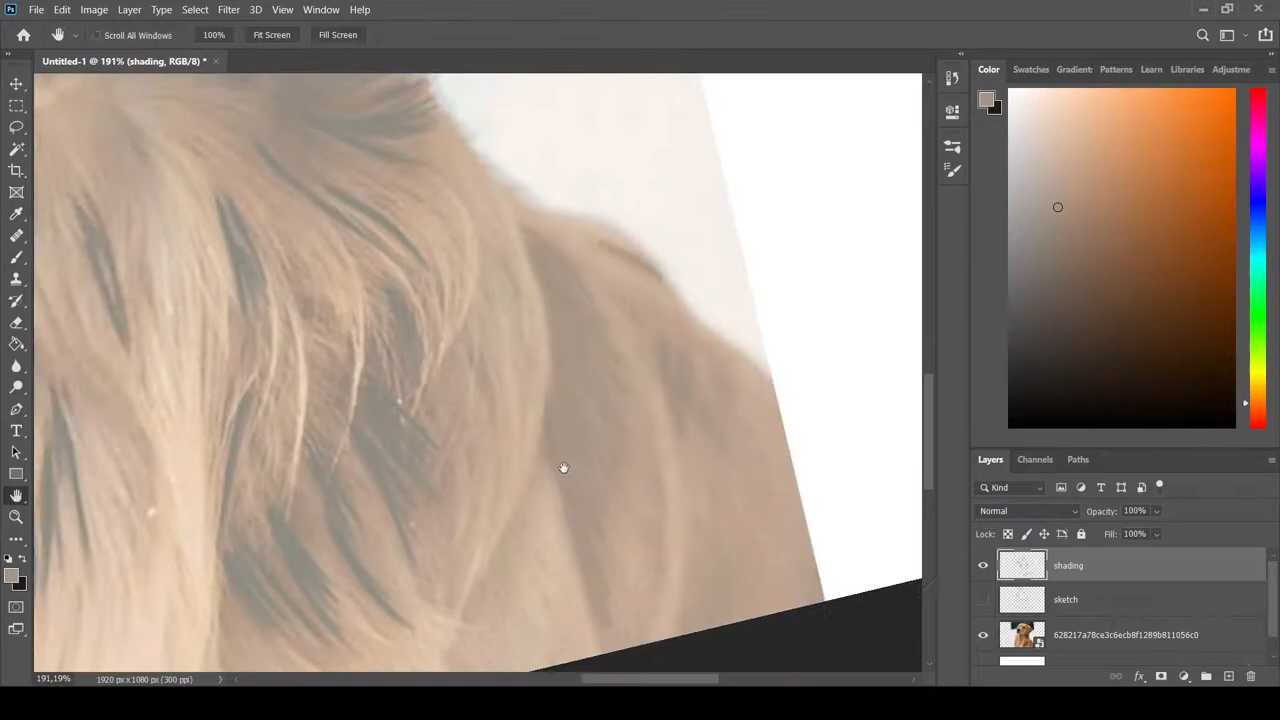 Ps File Edit Image Layer Type Select Filter 3D View Window Help
Scroll All Windows 100% Fit Screen Fill Screen
Untitled-1 @ 191% (shading, RGB/8) * ×
Color Swatches Gradient: Patterns Learn Libraries Adjustme
T
Layers Channels Paths
Kind T
Normal Opacity: 100%
Lock: Fill: 100%
shading
sketch
628217a78ce3c6ecb8f1289b811056c0
fx
191,19% 1920 px x 1080 px (300 ppi)